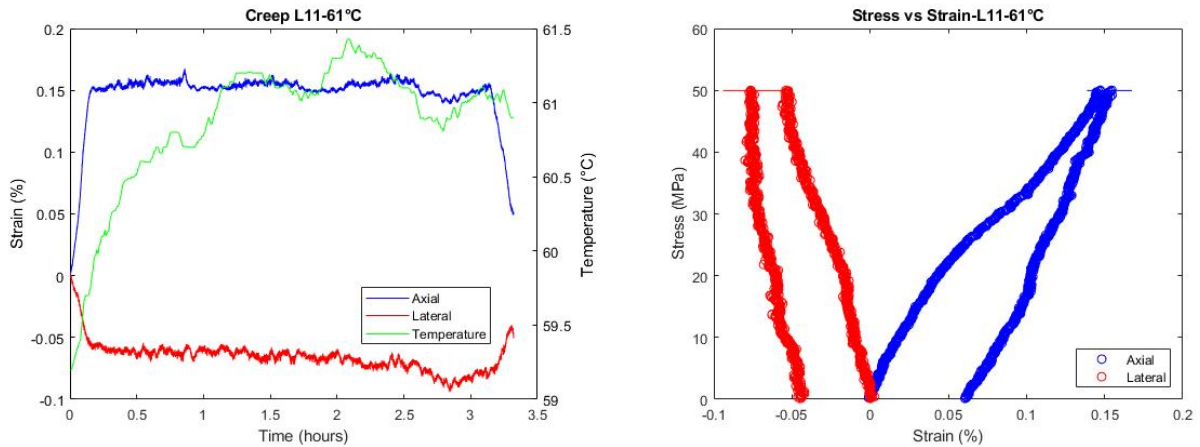 Creep L11-61°C
0.2
0.15
0.1
0.05
0
-0.05
-0.1
Strain (%)
61.5
61
60.5
60
59.5
59
Temperature (°C)
Axial
Lateral
Temperature
0 0.5 1 1.5 2 2.5 3 3.5
Time (hours)
Stress vs Strain-L11-61°C
60
50
40
30
20
10
0
Stress (MPa)
Axial
Lateral
-0.1 -0.05 0 0.05 0.1 0.15 0.2
Strain (%)